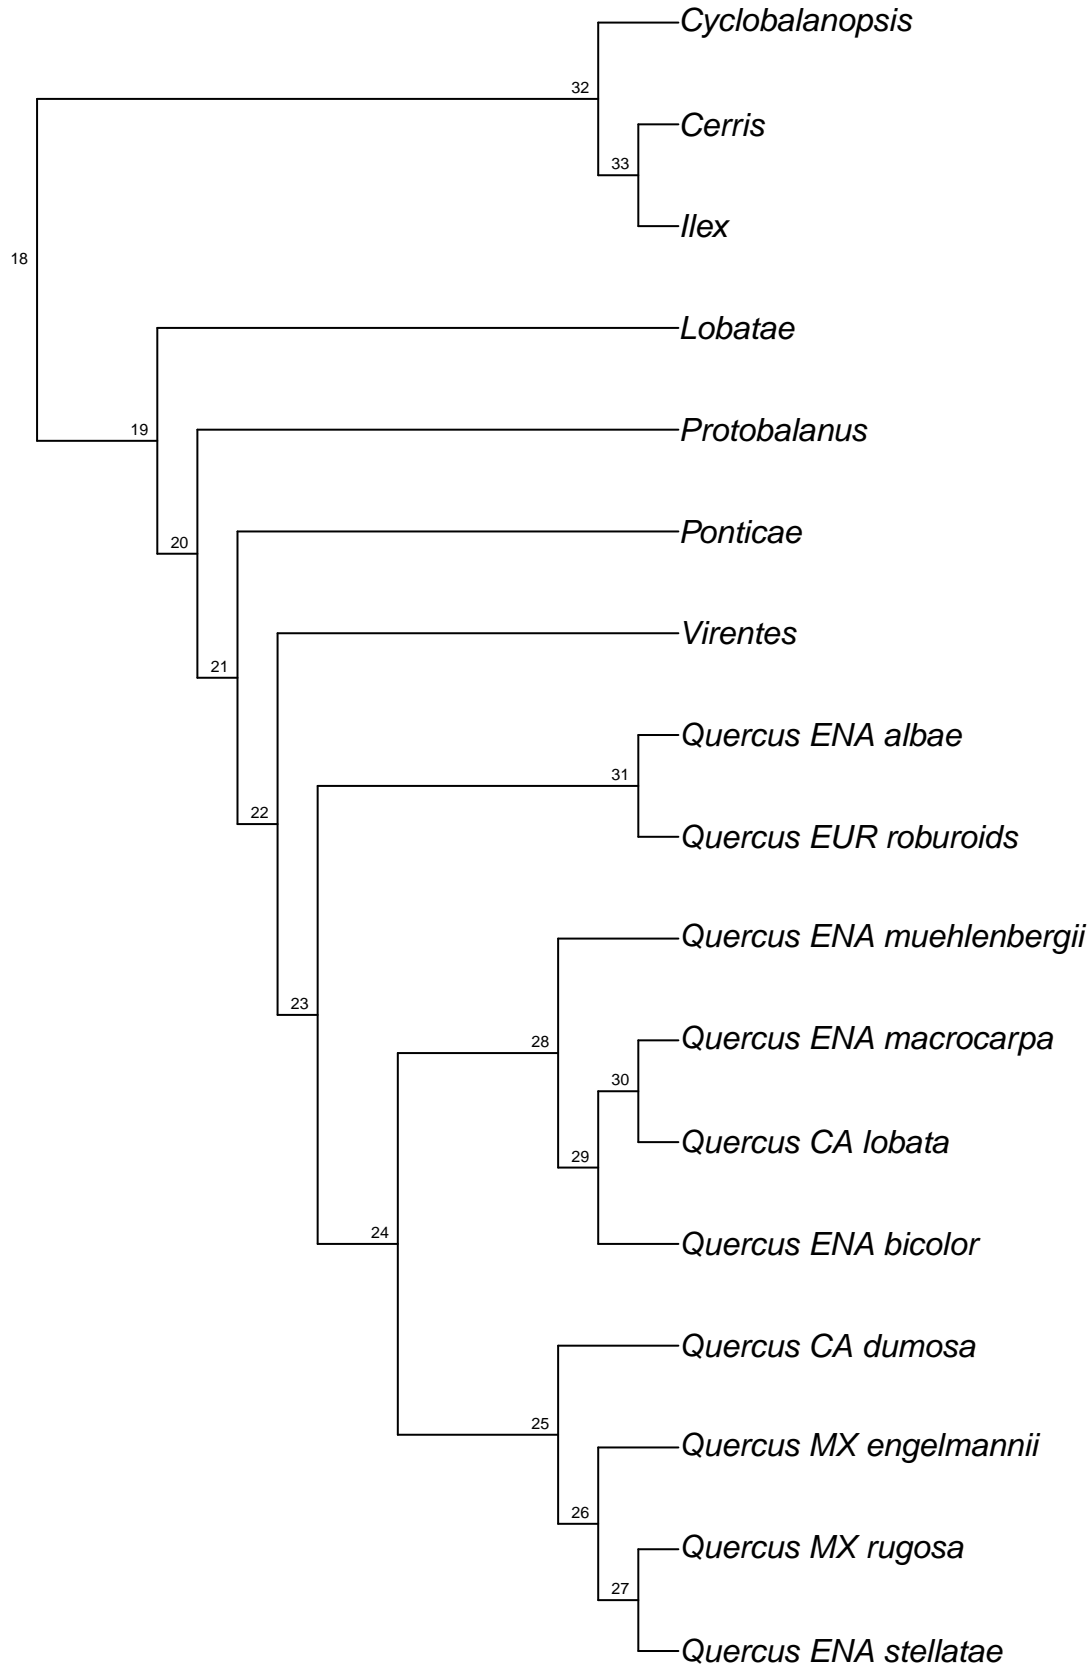 Cyclobalanopsis
32
Cerris
33
Ilex
18
Lobatae
19
Protobalanus
20
Ponticae
Virentes
21
Quercus ENA albae
31
22
Quercus EUR roburoids
Quercus ENA muehlenbergii
23
28
Quercus ENA macrocarpa
30
Quercus CA lobata
29
24
Quercus ENA bicolor
Quercus CA dumosa
25
Quercus MX engelmannii
26
Quercus MX rugosa
27
Quercus ENA stellatae